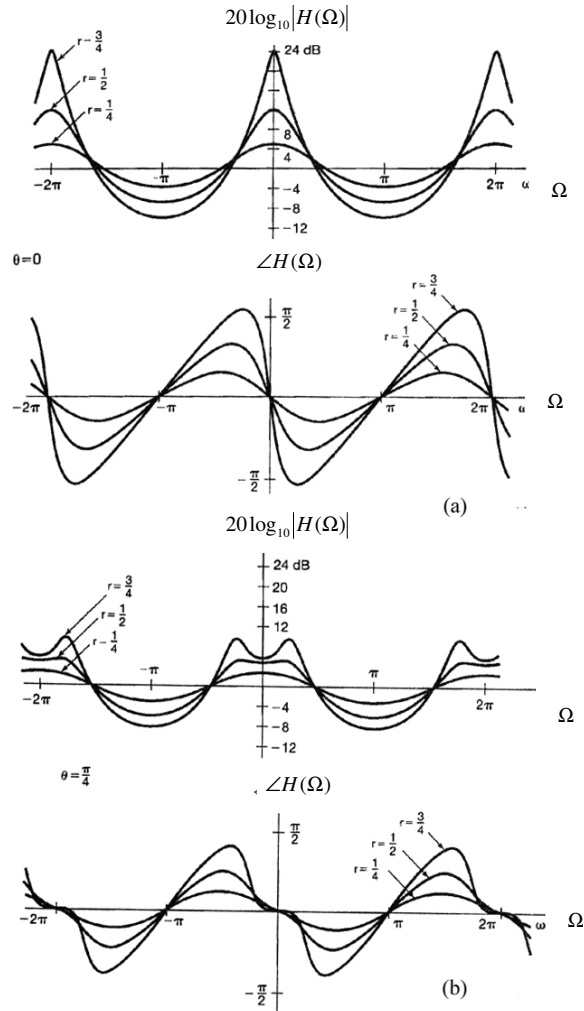 20log₁₀|H(Ω)|
r – 3/4
24 dB
r= 1/2
r= 1/4
8
4
-2π
-π
π
2π
ω
Ω
-4
-8
-12
θ=0
∠H(Ω)
r= 3/4
π/2
r= 1/2
r= 1/4
-2π
-π
π
2π
ω
Ω
-π/2
(a)
20log₁₀|H(Ω)|
24 dB
r= 3/4
20
r= 1/2
16
r – 1/4
12
-π
π
-2π
2π
Ω
-4
-8
-12
θ= π/4
∠H(Ω)
π/2
r= 3/4
r= 1/2
r= 1/4
-2π
-π
π
2π
ω
Ω
-π/2
(b)